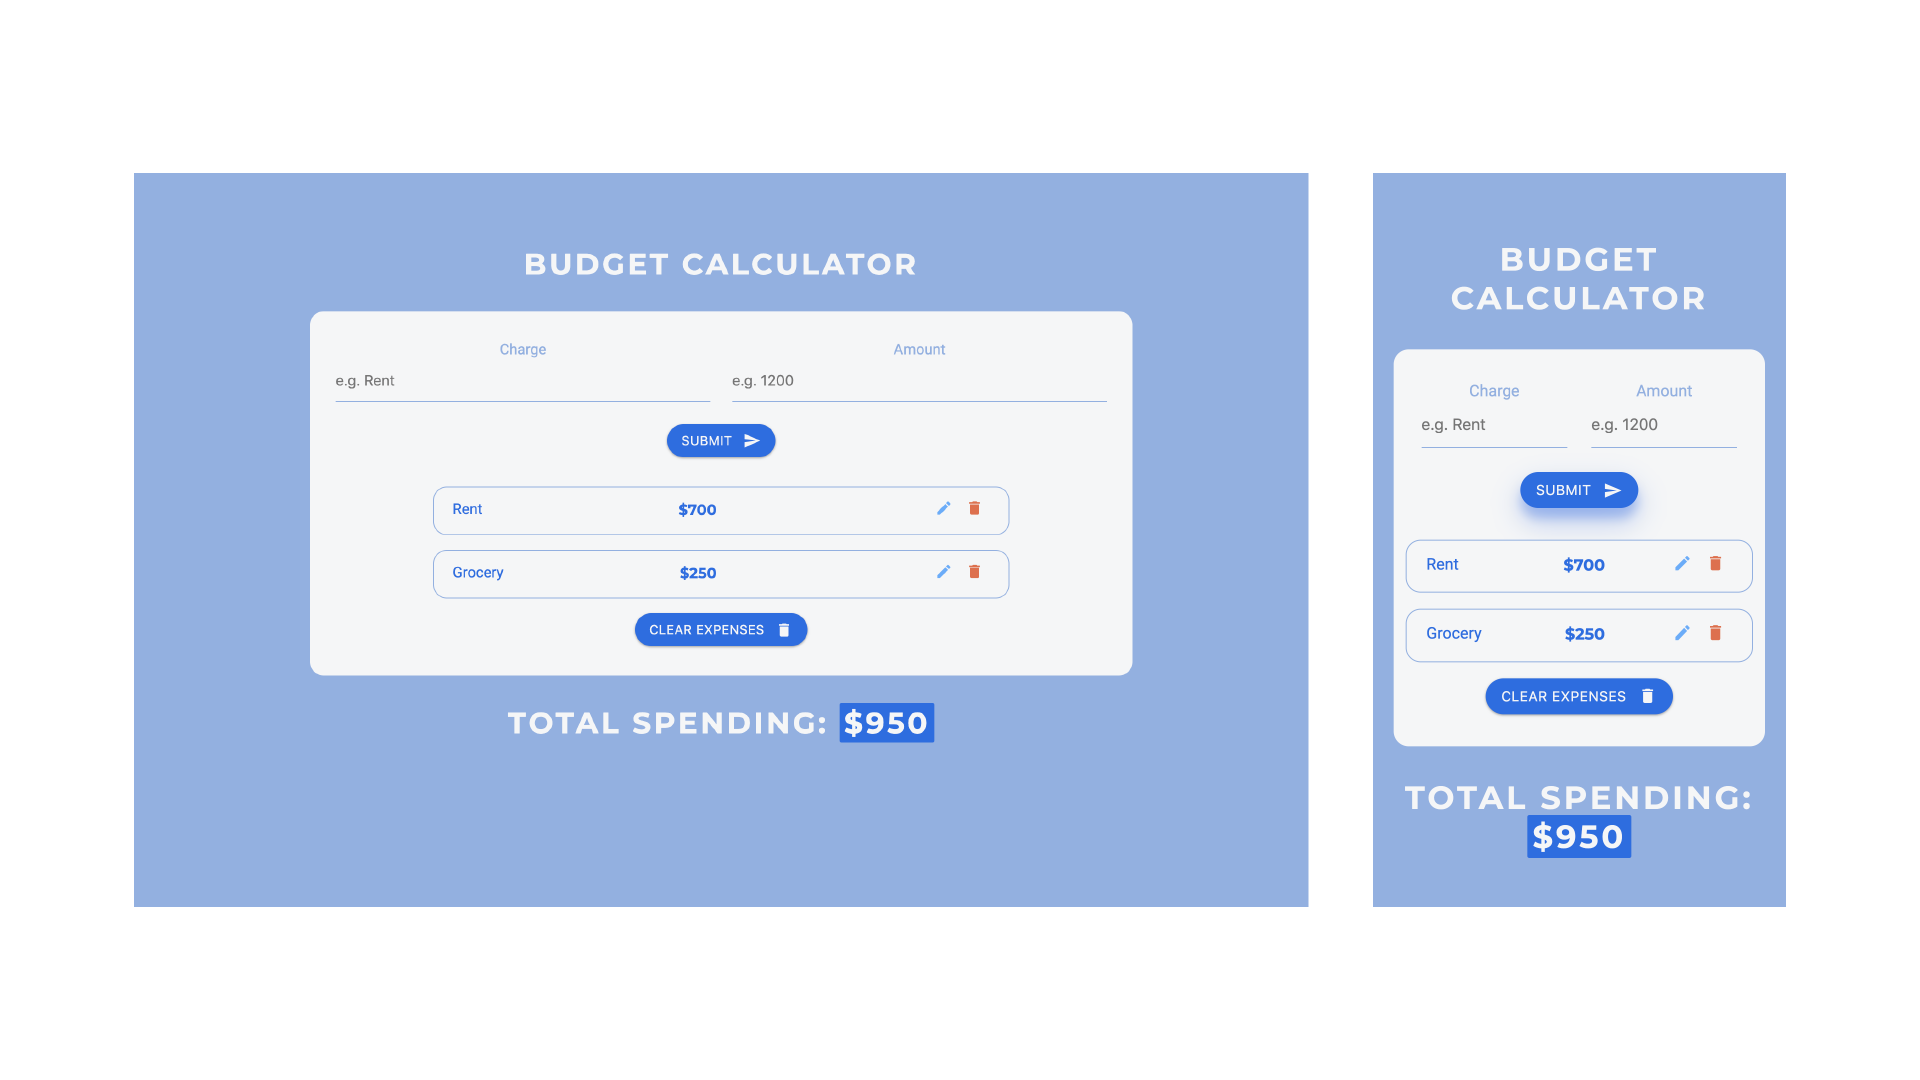 BUDGET CALCULATOR
Charge Amount
e.g. Rent e.g. 1200
SUBMIT
Rent $700
Grocery $250
CLEAR EXPENSES
TOTAL SPENDING: $950
BUDGET
CALCULATOR
Charge Amount
e.g. Rent e.g. 1200
SUBMIT
Rent $700
Grocery $250
CLEAR EXPENSES
TOTAL SPENDING:
$950